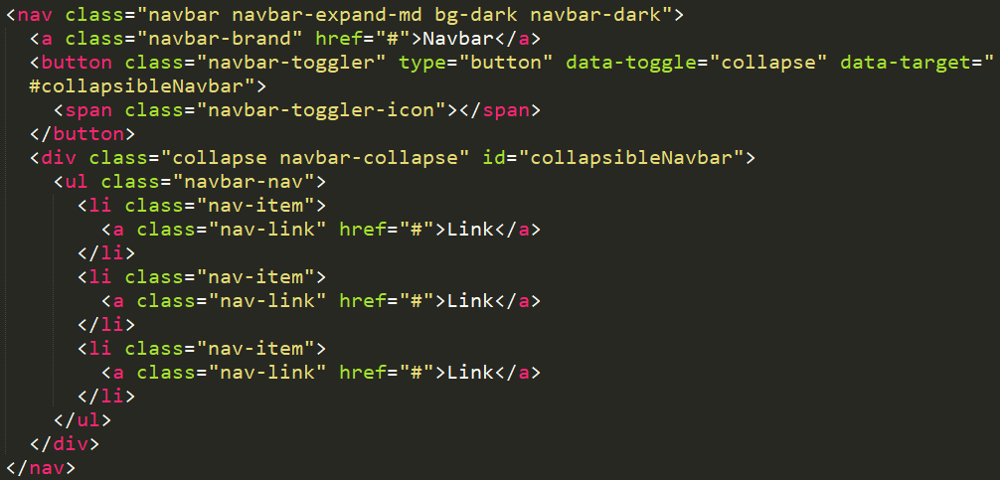 <nav class="navbar navbar-expand-md bg-dark navbar-dark">
  <a class="navbar-brand" href="#">Navbar</a>
  <button class="navbar-toggler" type="button" data-toggle="collapse" data-target="
  #collapsibleNavbar">
    <span class="navbar-toggler-icon"></span>
  </button>
  <div class="collapse navbar-collapse" id="collapsibleNavbar">
    <ul class="navbar-nav">
      <li class="nav-item">
        <a class="nav-link" href="#">Link</a>
      </li>
      <li class="nav-item">
        <a class="nav-link" href="#">Link</a>
      </li>
      <li class="nav-item">
        <a class="nav-link" href="#">Link</a>
      </li>
    </ul>
  </div>
</nav>